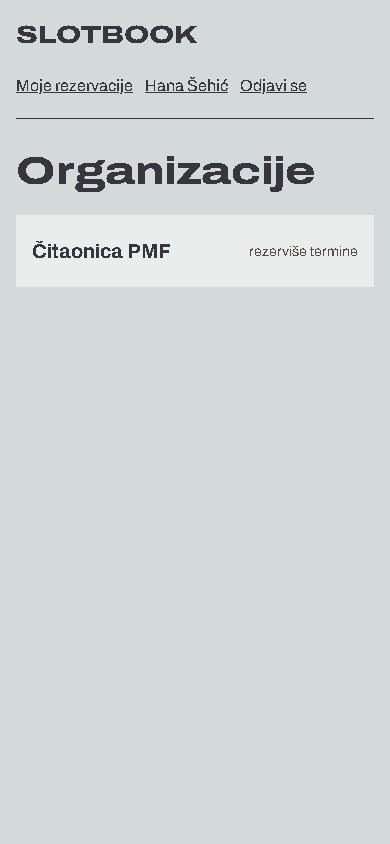 SLOTBOOK
Moje rezervacije Hana Šehić Odjavi se
Organizacije
Čitaonica PMF rezerviše termine